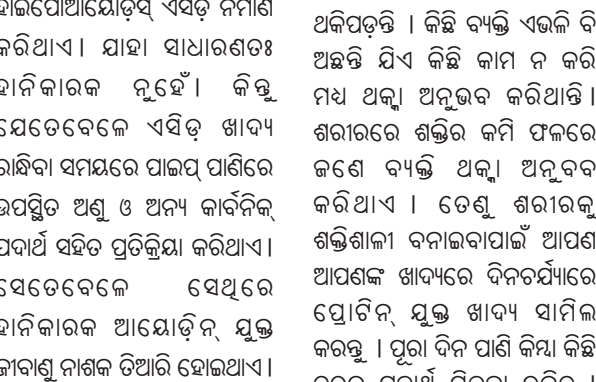 ହାଇପୋଆୟୋଡ଼ସ୍ ଏସିଡ଼ ନିର୍ମାଣ
କରିଥାଏ। ଯାହା ସାଧାରଣତଃ
ହାନିକାରକ ନୁହେଁ। କିନ୍ତୁ
ଯେତେବେଳେ ଏସିଡ଼ ଖାଦ୍ୟ
ରାନ୍ଧିବା ସମୟରେ ପାଇପ୍ ପାଣିରେ
ଉପସ୍ଥିତ ଅଣୁ ଓ ଅନ୍ୟ କାର୍ବନିକ୍
ପଦାର୍ଥ ସହିତ ପ୍ରତିକ୍ରିୟା କରିଥାଏ।
ସେତେବେଳେ ସେଥିରେ
ହାନିକାରକ ଆୟୋଡ଼ିନ୍ ଯୁକ୍ତ
ଜୀବାଣୁ ନାଶକ ତିଆରି ହୋଇଥାଏ।
ଥକିପଡ଼ନ୍ତି । କିଛି ବ୍ୟକ୍ତି ଏଭଳି ବି
ଅଛନ୍ତି ଯିଏ କିଛି କାମ ନ କରି
ମଧ୍ୟ ଥକ୍କା ଅନୁଭବ କରିଥାନ୍ତି।
ଶରୀରରେ ଶକ୍ତିର କମି ଫଳରେ
ଜଣେ ବ୍ୟକ୍ତି ଥକ୍କା ଅନୁବବ
କରିଥାଏ । ତେଣୁ ଶରୀରକୁ
ଶକ୍ତିଶାଳୀ ବନାଇବାପାଇଁ ଆପଣ
ଆପଣଙ୍କ ଖାଦ୍ୟରେ ଦିନଚର୍ଯ୍ୟାରେ
ପ୍ରୋଟିନ୍ ଯୁକ୍ତ ଖାଦ୍ୟ ସାମିଲ
କରନ୍ତୁ । ପୂରା ଦିନ ପାଣି କିମ୍ୱା କିଛି